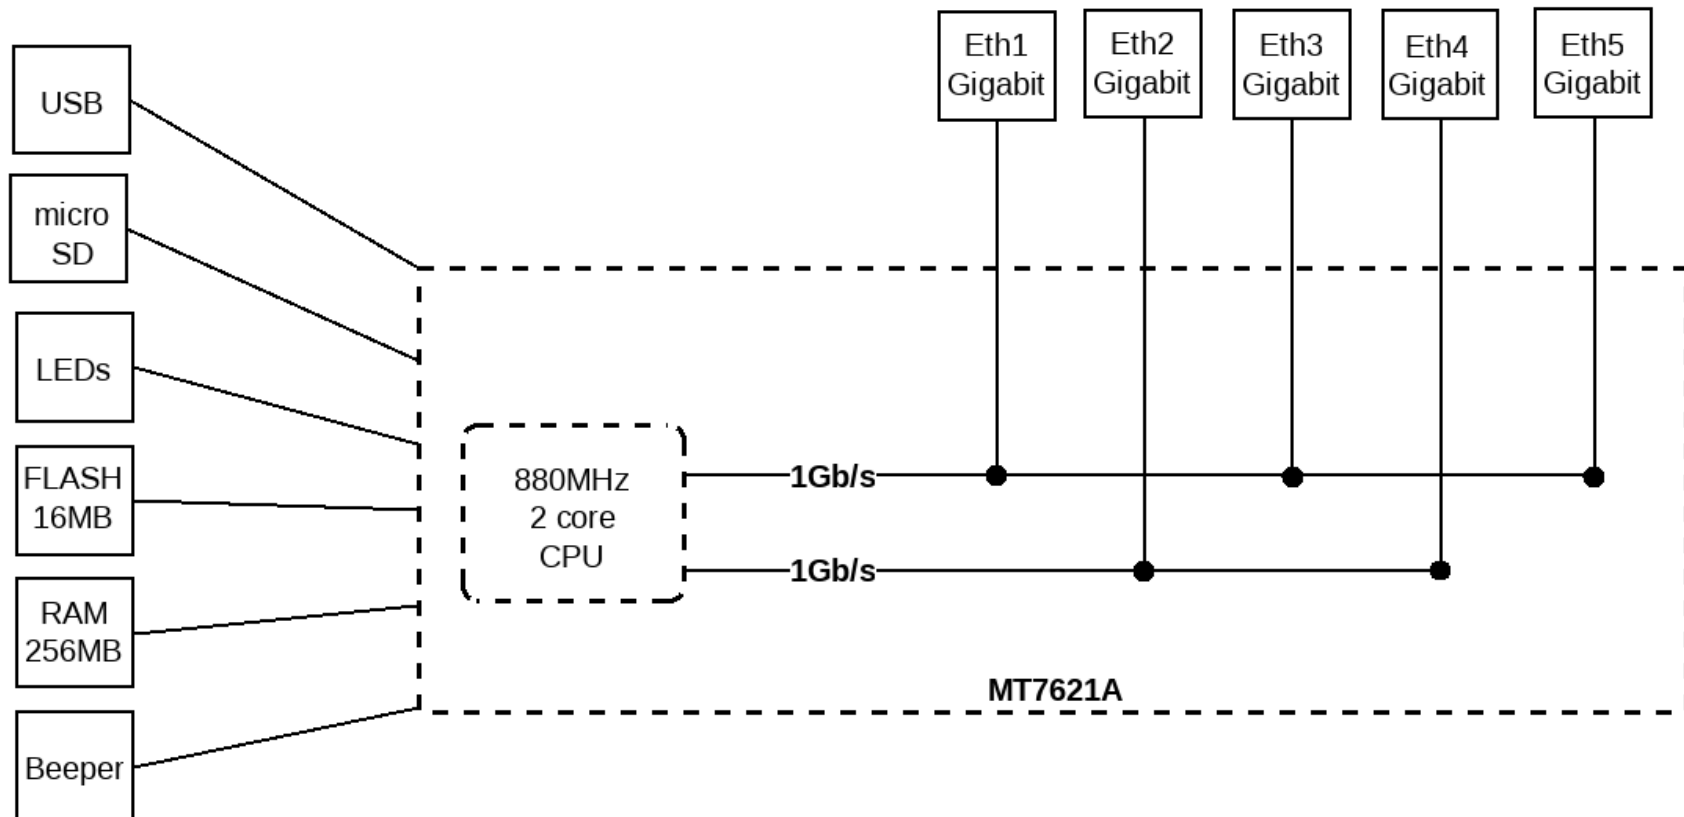 Eth1
Gigabit
Eth2
Gigabit
Eth3
Gigabit
Eth4
Gigabit
Eth5
Gigabit
USB
micro
SD
LEDs
FLASH
16MB
RAM
256MB
Beeper
880MHz
2 core
CPU
1Gb/s
1Gb/s
MT7621A